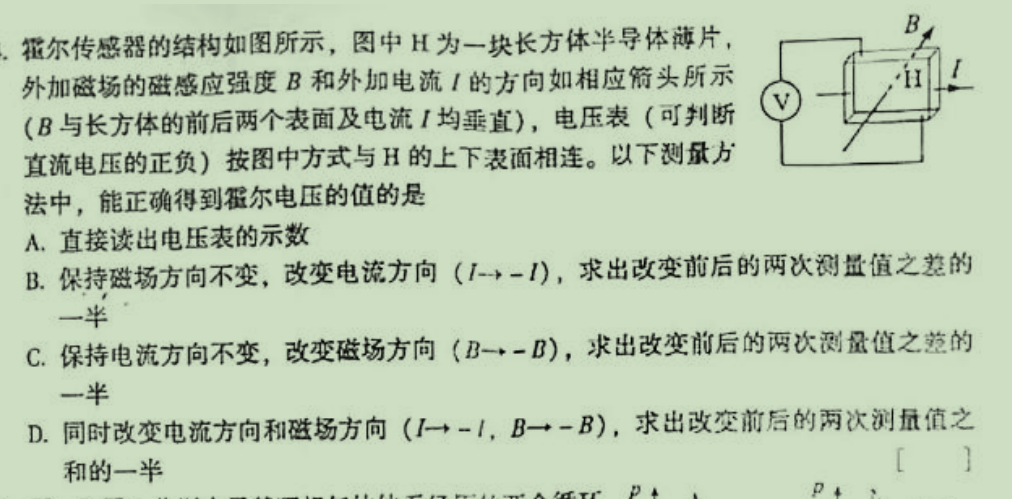 . 霍尔传感器的结构如图所示，图中 H 为一块长方体半导体薄片，
外加磁场的磁感应强度 B 和外加电流 I 的方向如相应箭头所示
(B 与长方体的前后两个表面及电流 I 均垂直)，电压表（可判断
直流电压的正负）按图中方式与 H 的上下表面相连。以下测量方
法中，能正确得到霍尔电压的值的是
B
H
I
V
A. 直接读出电压表的示数
B. 保持磁场方向不变，改变电流方向（I→－I），求出改变前后的两次测量值之差的
一半
C. 保持电流方向不变，改变磁场方向（B→－B），求出改变前后的两次测量值之差的
一半
D. 同时改变电流方向和磁场方向（I→－I，B→－B），求出改变前后的两次测量值之
和的一半
[ ]
p
p